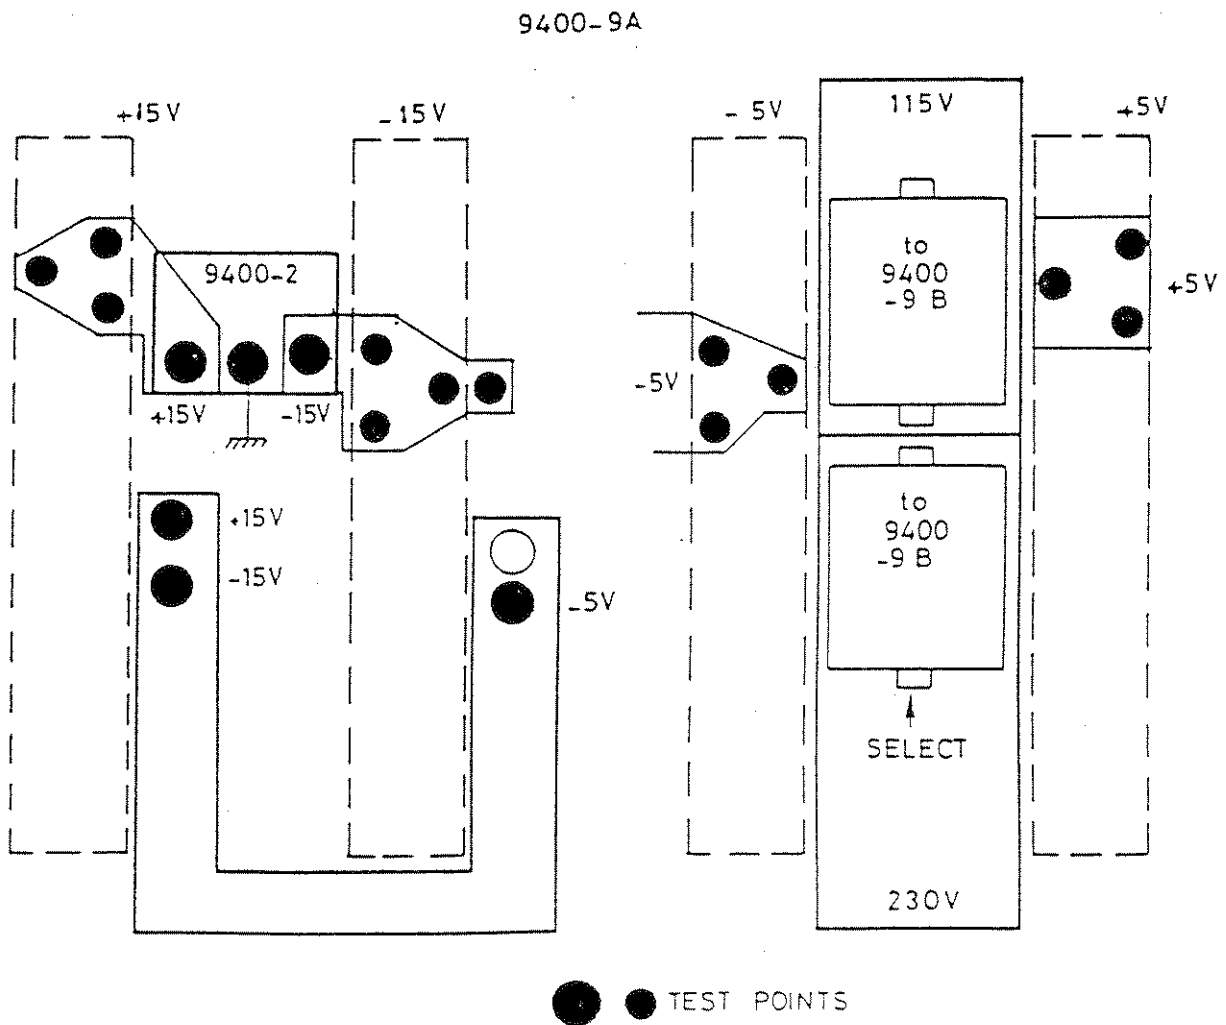 9400-9A
+15V
-15V
- 5V
115V
+5V
9400-2
to
9400
-9 B
+5V
-5V
+15V
-15V
to
9400
-9 B
+15V
-15V
-5V
SELECT
230V
TEST POINTS